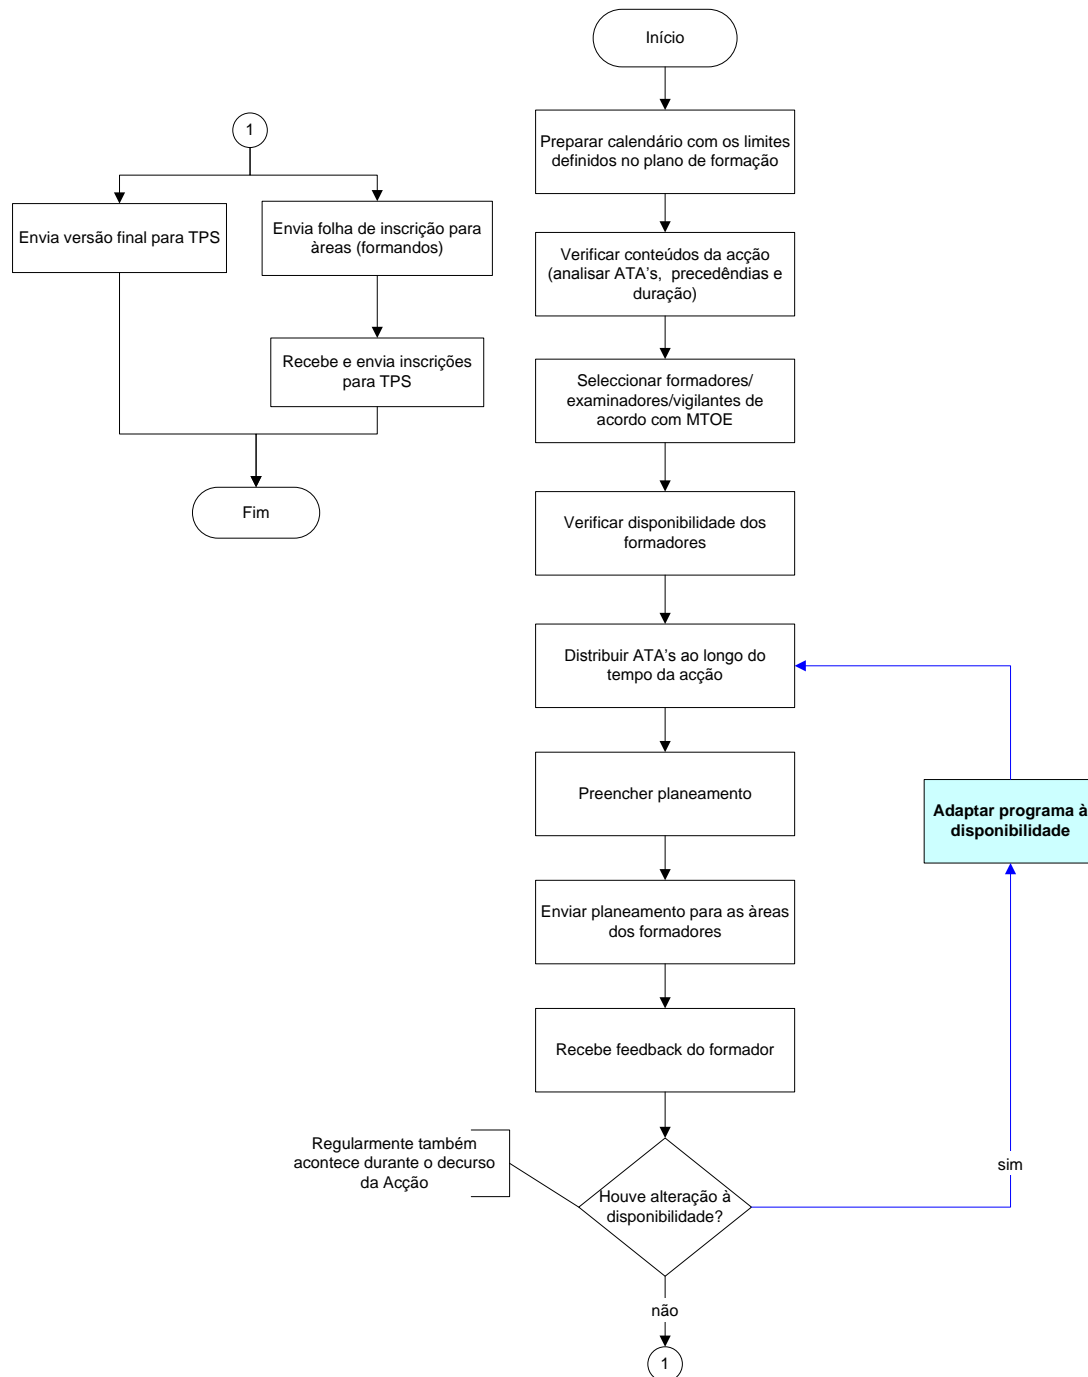 Início
Preparar calendário com os limites
definidos no plano de formação
Verificar conteúdos da acção
(analisar ATA's, precedêndias e
duração)
Seleccionar formadores/
examinadores/vigilantes de
acordo com MTOE
Verificar disponibilidade dos
formadores
Distribuir ATA's ao longo do
tempo da acção
Preencher planeamento
Enviar planeamento para as àreas
dos formadores
Recebe feedback do formador
Houve alteração à
disponibilidade?
Regularmente também
acontece durante o decurso
da Acção
sim
Adaptar programa à
disponibilidade
não
1
1
Envia versão final para TPS
Envia folha de inscrição para
àreas (formandos)
Recebe e envia inscrições
para TPS
Fim